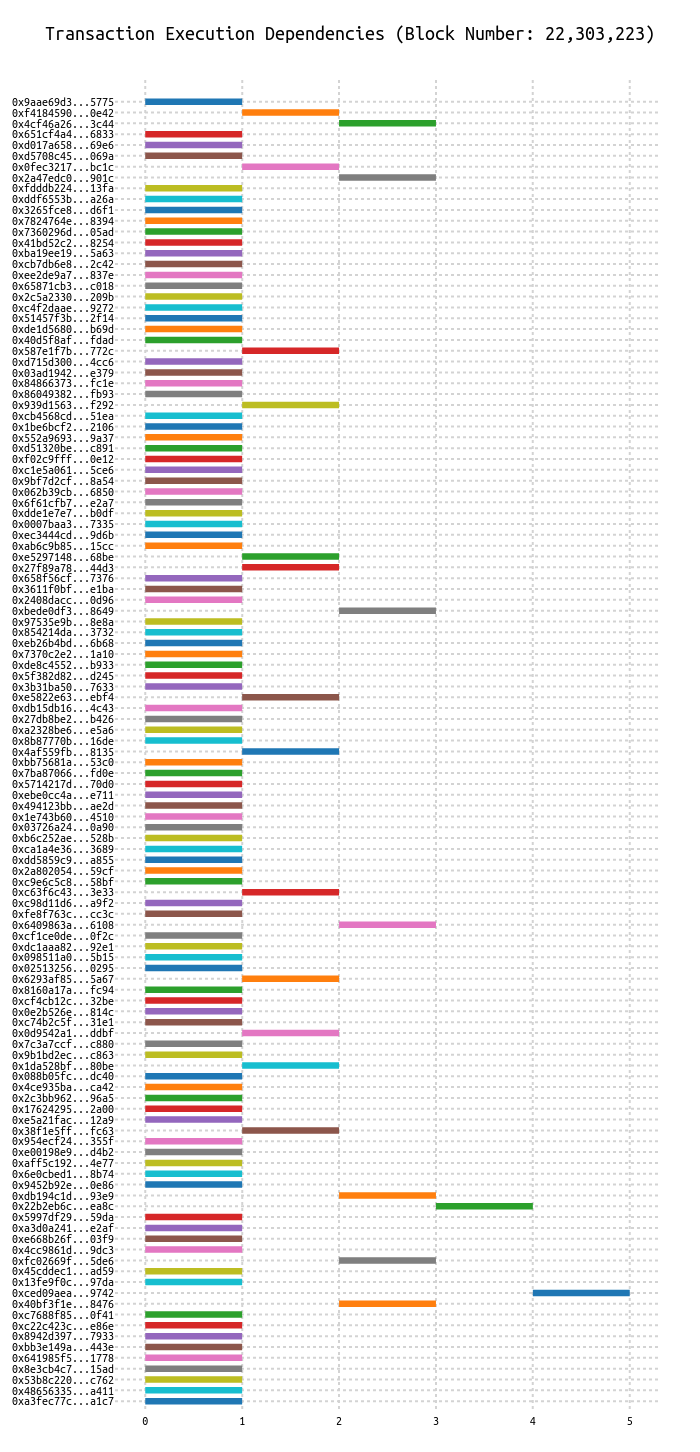 Transaction Execution Dependencies (Block Number: 22,303,223)
0x9aae69d3...5775
0xf4184590...0e42
0x4cf46a26...3c44
0x651cf4a4...6833
0xd017a658...69e6
0xd5708c45...069a
0x0fec3217...bc1c
0x2a47edc0...901c
0xfdddb224...13fa
0xddf6553b...a26a
0x3265fce8...d6f1
0x7824764e...8394
0x7360296d...05ad
0x41bd52c2...8254
0xba19ee19...5a63
0xcb7db6e8...2c42
0xee2de9a7...837e
0x65871cb3...c018
0x2c5a2330...209b
0xc4f2daae...9272
0x51457f3b...2f14
0xde1d5680...b69d
0x40d5f8af...fdad
0x587e1f7b...772c
0xd715d300...4cc6
0x03ad1942...e379
0x84866373...fc1e
0x86049382...fb93
0x939d1563...f292
0xcb4568cd...51ea
0x1be6bcf2...2106
0x552a9693...9a37
0xd51320be...c891
0xf02c9fff...0e12
0xc1e5a061...5ce6
0x9bf7d2cf...8a54
0x062b39cb...6850
0x6f61cfb7...e2a7
0xdde1e7e7...b0df
0x0007baa3...7335
0xec3444cd...9d6b
0xab6c9b85...15cc
0xe5297148...68be
0x27f89a78...44d3
0x658f56cf...7376
0x3611f0bf...e1ba
0x2408dacc...0d96
0xbede0df3...8649
0x97535e9b...8e8a
0x854214da...3732
0xeb26b4bd...6b68
0x7370c2e2...1a10
0xde8c4552...b933
0x5f382d82...d245
0x3b31ba50...7633
0xe5822e63...ebf4
0xdb15db16...4c43
0x27db8be2...b426
0xa2328be6...e5a6
0x8b87770b...16de
0x4af559fb...8135
0xbb75681a...53c0
0x7ba87066...fd0e
0x5714217d...70d0
0xebe0cc4a...e711
0x494123bb...ae2d
0x1e743b60...4510
0x03726a24...0a90
0xb6c252ae...528b
0xca1a4e36...3689
0xdd5859c9...a855
0x2a802054...59cf
0xc9e6c5c8...58bf
0xc63f6c43...3e33
0xc98d11d6...a9f2
0xfe8f763c...cc3c
0x6409863a...6108
0xcf1ce0de...0f2c
0xdc1aaa82...92e1
0x098511a0...5b15
0x02513256...0295
0x6293af85...5a67
0x8160a17a...fc94
0xcf4cb12c...32be
0x0e2b526e...814c
0xc74b2c5f...31e1
0x0d9542a1...ddbf
0x7c3a7ccf...c880
0x9b1bd2ec...c863
0x1da528bf...80be
0x088b05fc...dc40
0x4ce935ba...ca42
0x2c3bb962...96a5
0x17624295...2a00
0xe5a21fac...12a9
0x38f1e5ff...fc63
0x954ecf24...355f
0xe00198e9...d4b2
0xaff5c192...4e77
0x6e0cbed1...8b74
0x9452b92e...0e86
0xdb194c1d...93e9
0x22b2eb6c...ea8c
0x5997df29...59da
0xa3d0a241...e2af
0xe668b26f...03f9
0x4cc9861d...9dc3
0xfc02669f...5de6
0x45cddec1...ad59
0x13fe9f0c...97da
0xced09aea...9742
0x40bf3f1e...8476
0xc7688f85...0f41
0xc22c423c...e86e
0x8942d397...7933
0xbb3e149a...443e
0x641985f5...1778
0x8e3cb4c7...15ad
0x53b8c220...c762
0x48656335...a411
0xa3fec77c...a1c7
0 1 2 3 4 5